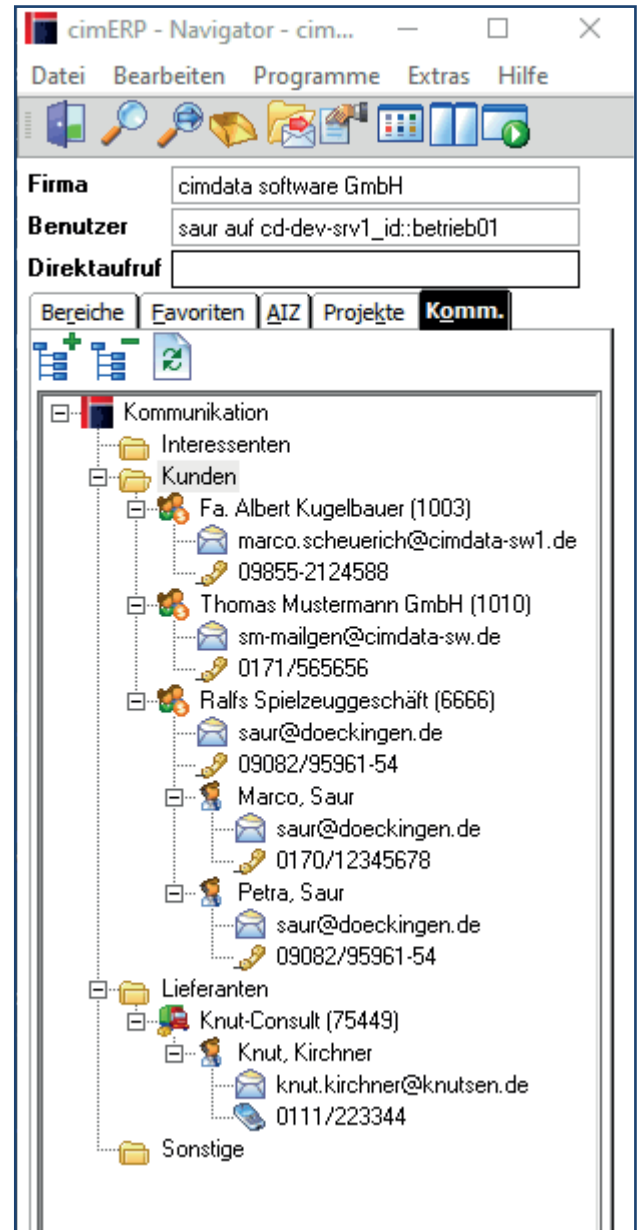 cimERP - Navigator - cim...
Datei Bearbeiten Programme Extras Hilfe
Firma cimdata software GmbH
Benutzer saur auf cd-dev-srv1_id::betrieb01
Direktaufruf
Bereiche Favoriten AIZ Projekte Komm.
Kommunikation
Interessenten
Kunden
Fa. Albert Kugelbauer (1003)
marco.scheuerich@cimdata-sw1.de
09855-2124588
Thomas Mustermann GmbH (1010)
sm-mailgen@cimdata-sw.de
0171/565656
Ralfs Spielzeuggeschäft (6666)
saur@doeckingen.de
09082/95961-54
Marco, Saur
saur@doeckingen.de
0170/12345678
Petra, Saur
saur@doeckingen.de
09082/95961-54
Lieferanten
Knut-Consult (75449)
Knut, Kirchner
knut.kirchner@knutsen.de
0111/223344
Sonstige